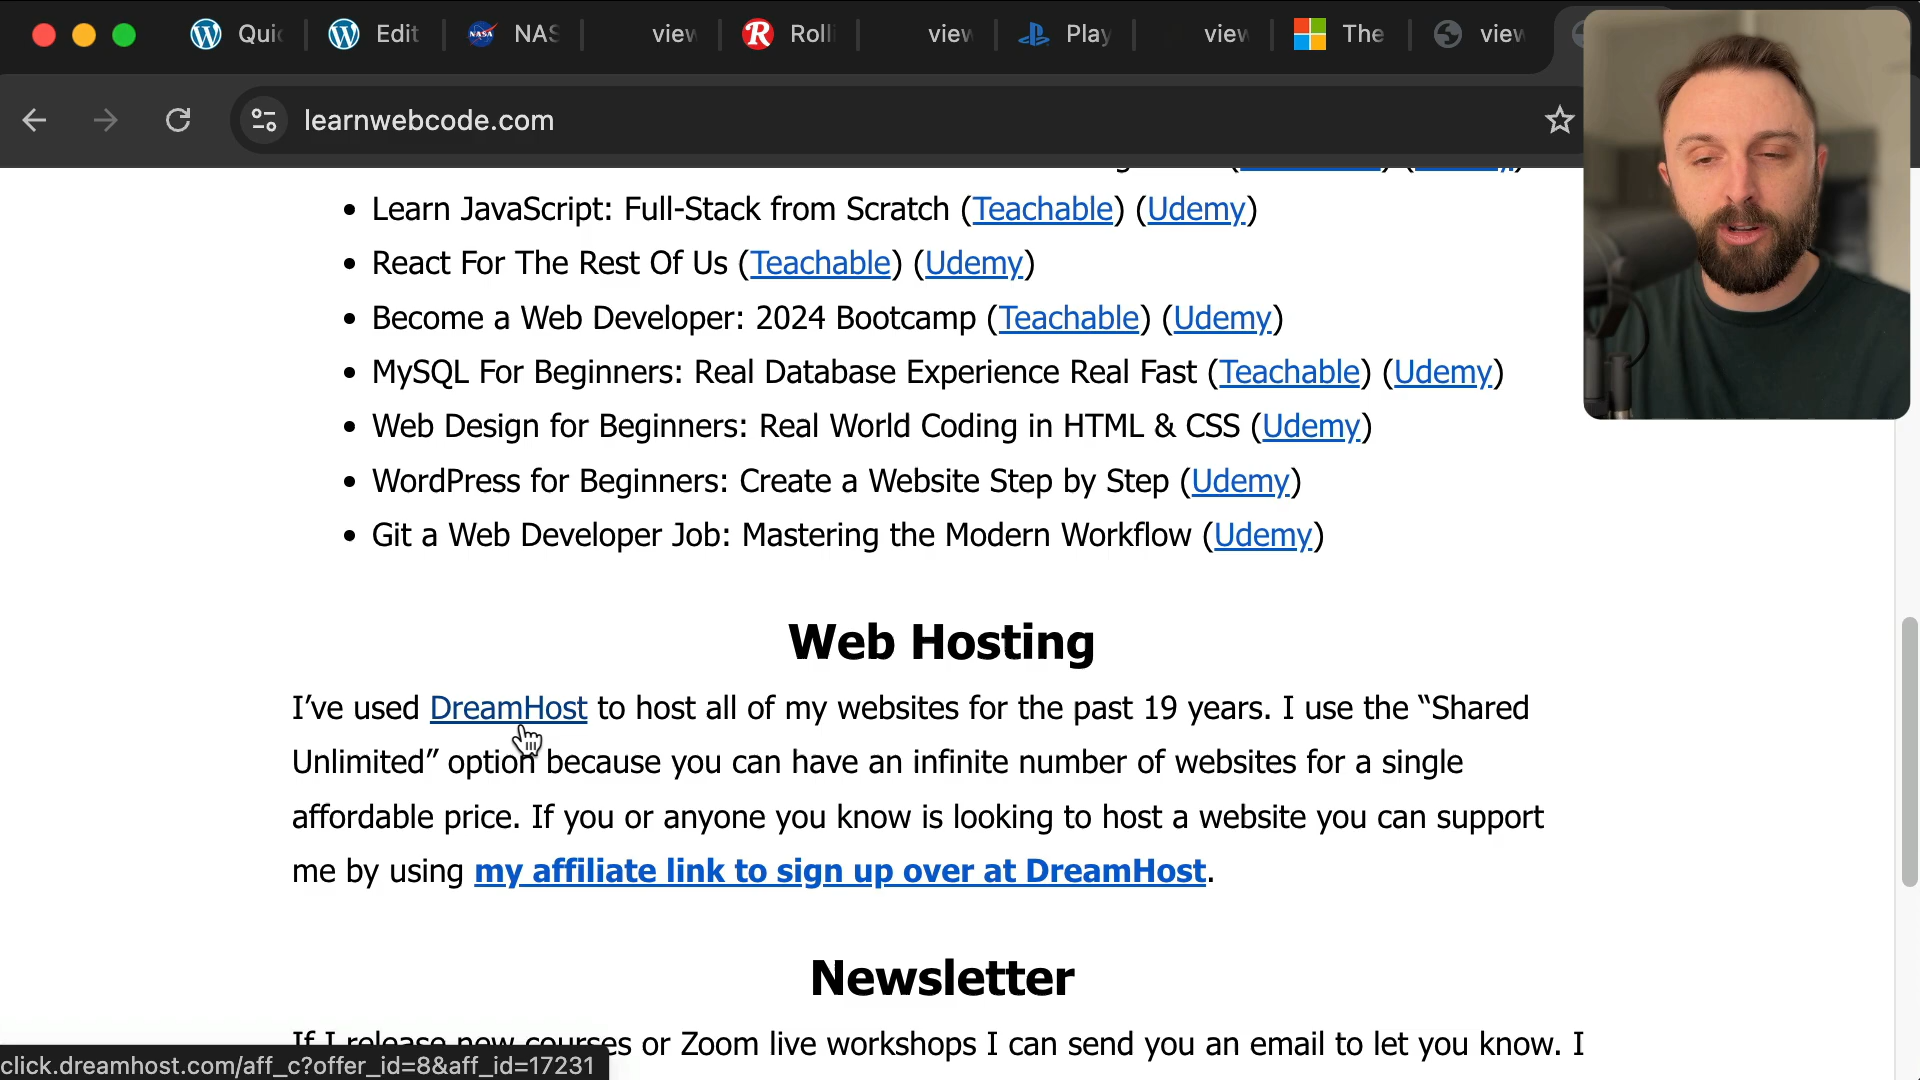 Qui
Edit
NAS
view
Rolli
view
Play
view
The
view
learnwebcode.com
Learn JavaScript: Full-Stack from Scratch (Teachable) (Udemy)
React For The Rest Of Us (Teachable) (Udemy)
Become a Web Developer: 2024 Bootcamp (Teachable) (Udemy)
MySQL For Beginners: Real Database Experience Real Fast (Teachable) (Udemy)
Web Design for Beginners: Real World Coding in HTML & CSS (Udemy)
WordPress for Beginners: Create a Website Step by Step (Udemy)
Git a Web Developer Job: Mastering the Modern Workflow (Udemy)
Web Hosting
I’ve used DreamHost to host all of my websites for the past 19 years. I use the “Shared
Unlimited” option because you can have an infinite number of websites for a single
affordable price. If you or anyone you know is looking to host a website you can support
me by using my affiliate link to sign up over at DreamHost.
Newsletter
If I release new courses or Zoom live workshops I can send you an email to let you know. I
click.dreamhost.com/aff_c?offer_id=8&aff_id=17231